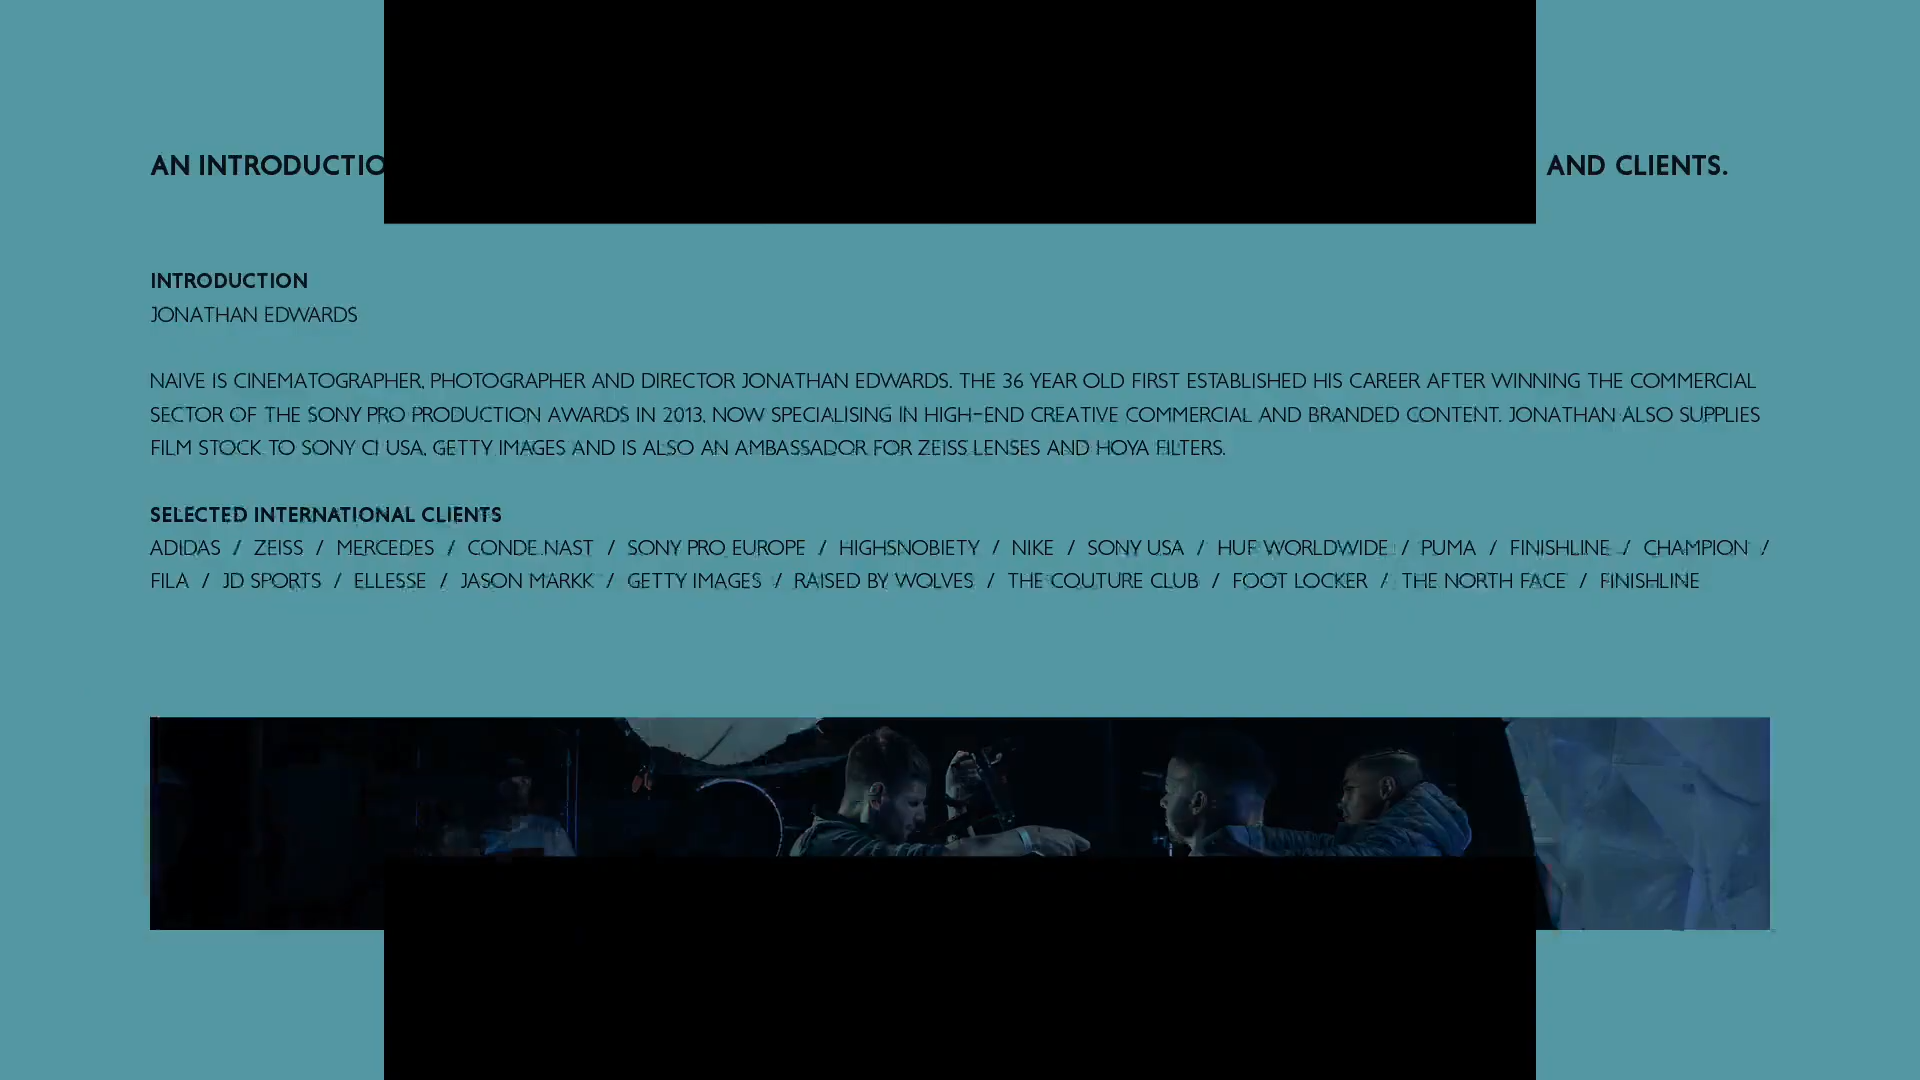 AN INTRODUCTIO AND CLIENTS.
INTRODUCTION
JONATHAN EDWARDS
NAIVE IS CINEMATOGRAPHER, PHOTOGRAPHER AND DIRECTOR JONATHAN EDWARDS. THE 36 YEAR OLD FIRST ESTABLISHED HIS CAREER AFTER WINNING THE COMMERCIAL
SECTOR OF THE SONY PRO PRODUCTION AWARDS IN 2013, NOW SPECIALISING IN HIGH-END CREATIVE COMMERCIAL AND BRANDED CONTENT. JONATHAN ALSO SUPPLIES
FILM STOCK TO SONY CI USA, GETTY IMAGES AND IS ALSO AN AMBASSADOR FOR ZEISS LENSES AND HOYA FILTERS.
SELECTED INTERNATIONAL CLIENTS
ADIDAS / ZEISS / MERCEDES / CONDE NAST / SONY PRO EUROPE / HIGHSNOBIETY / NIKE / SONY USA / HUF WORLDWIDE / PUMA / FINISHLINE / CHAMPION /
FILA / JD SPORTS / ELLESSE / JASON MARKK / GETTY IMAGES / RAISED BY WOLVES / THE COUTURE CLUB / FOOT LOCKER / THE NORTH FACE / FINISHLINE